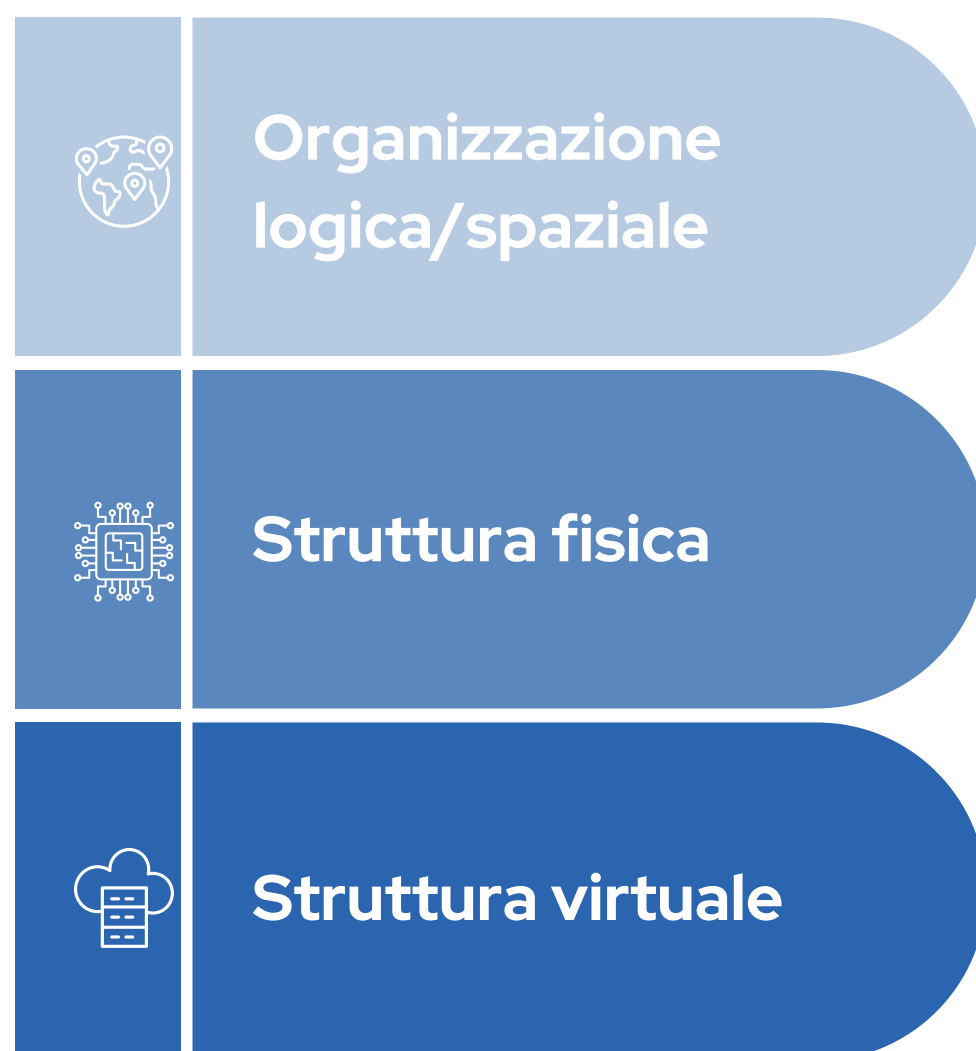 Organizzazione
logica/spaziale
Struttura fisica
Struttura virtuale